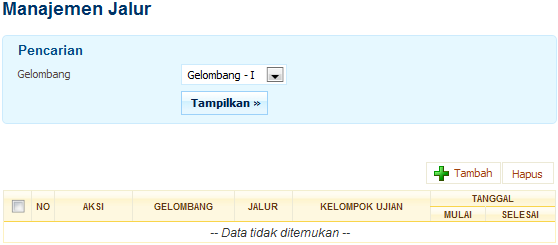 Manajemen Jalur
Pencarian
Gelombang Gelombang - I
Tampilkan »
Tambah Hapus
NO AKSI GELOMBANG JALUR KELOMPOK UJIAN TANGGAL
MULAI SELESAI
-- Data tidak ditemukan --